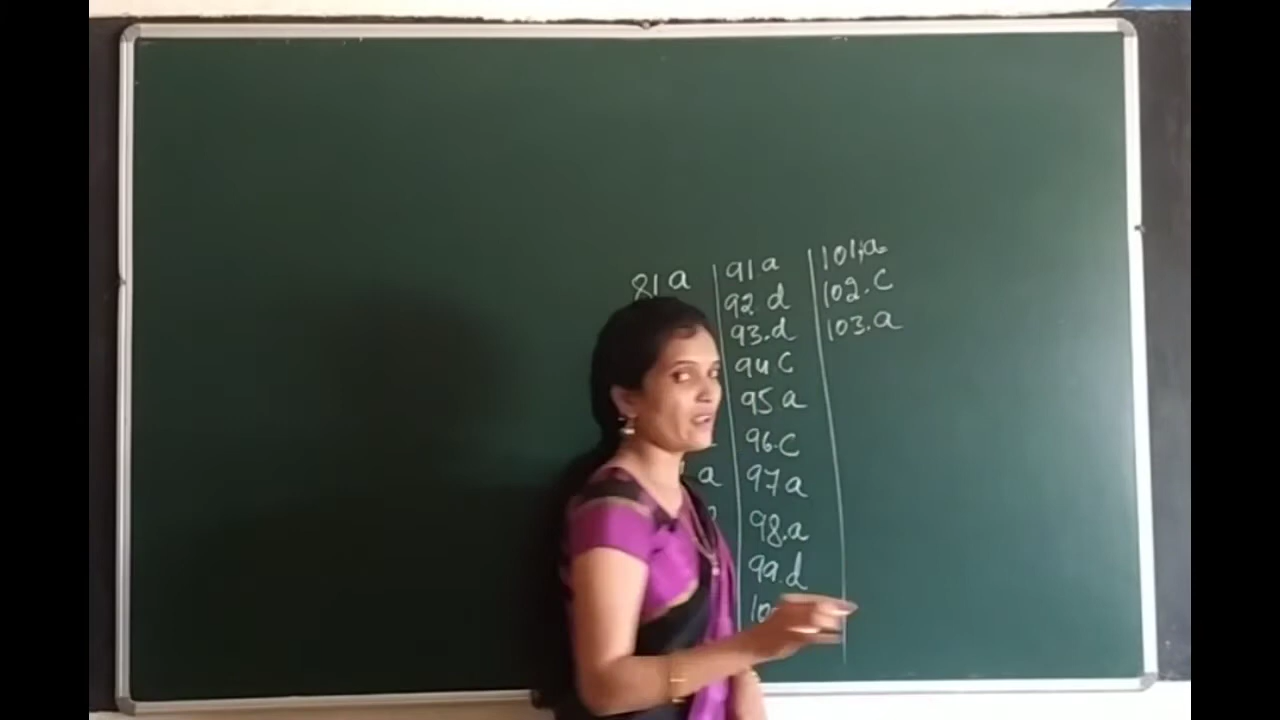 81 a
a
91 a
92. d
93. d
94 c
95 a
96. c
97 a
98. a
99. d
101. a
102. c
103. a